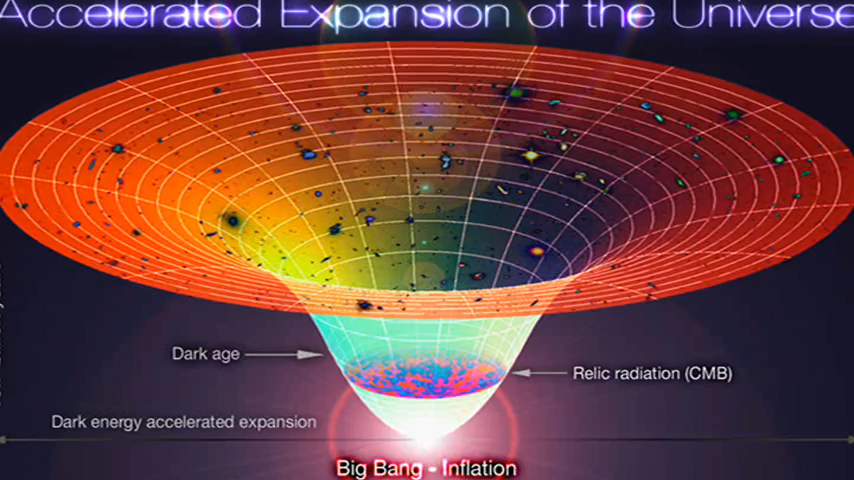 Accelerated Expansion of the Universe
Dark age
Relic radiation (CMB)
Dark energy accelerated expansion
Big Bang - Inflation